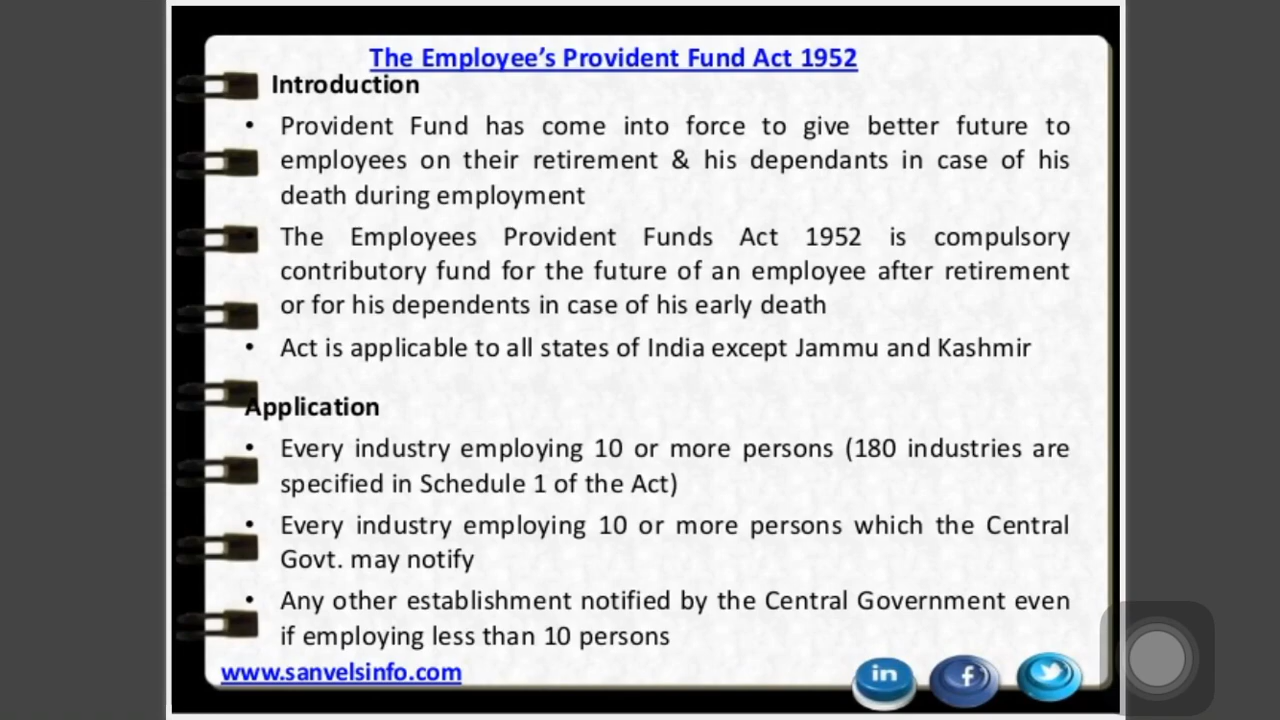 The Employee’s Provident Fund Act 1952
Introduction
• Provident Fund has come into force to give better future to
employees on their retirement & his dependants in case of his
death during employment
• The Employees Provident Funds Act 1952 is compulsory
contributory fund for the future of an employee after retirement
or for his dependents in case of his early death
• Act is applicable to all states of India except Jammu and Kashmir
Application
• Every industry employing 10 or more persons (180 industries are
specified in Schedule 1 of the Act)
• Every industry employing 10 or more persons which the Central
Govt. may notify
• Any other establishment notified by the Central Government even
if employing less than 10 persons
www.sanvelsinfo.com
in f